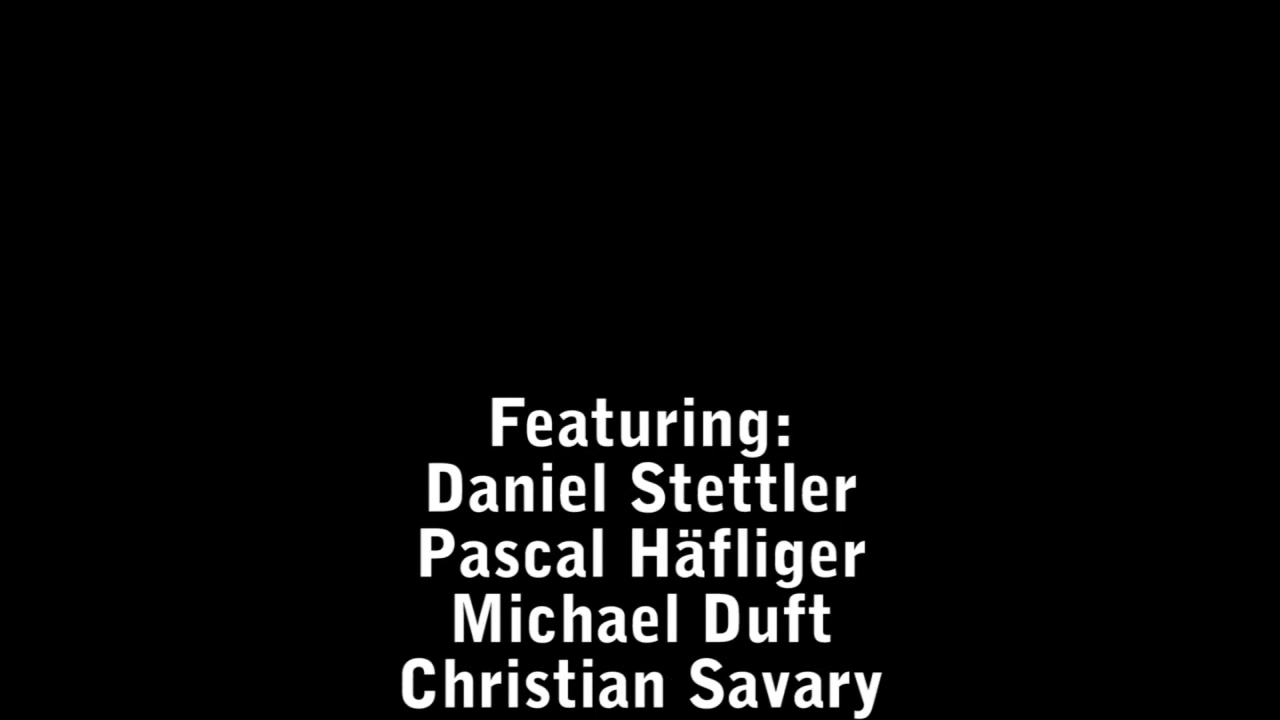 Featuring:
Daniel Stettler
Pascal Häfliger
Michael Duft
Christian Savary